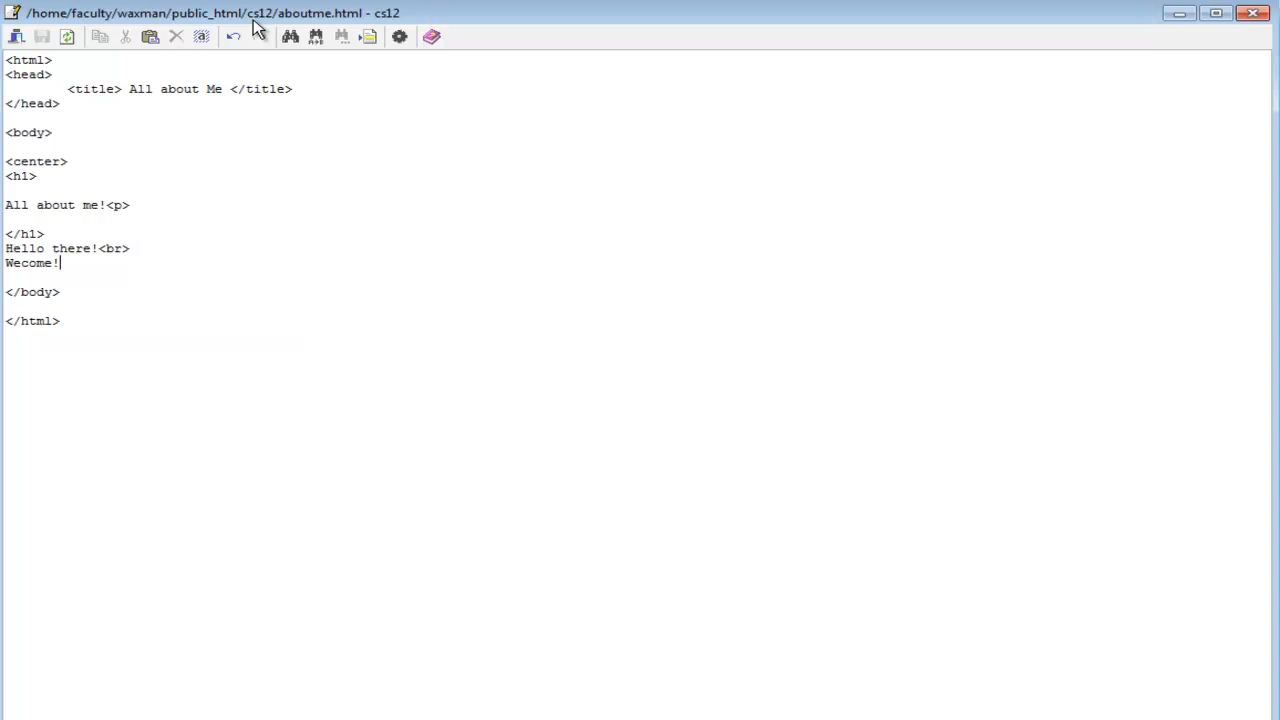 /home/faculty/waxman/public_html/cs12/aboutme.html - cs12
<html>
<head>
<title> All about Me </title>
</head>
<body>
<center>
<h1>
All about me!<p>
</h1>
Hello there!<br>
Wecome!
</body>
</html>